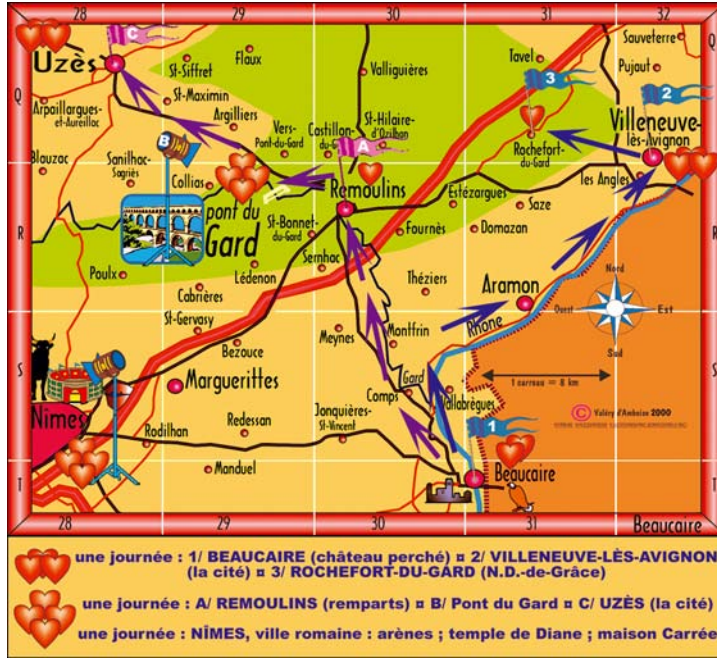 28 29 30 31 32
Q
Q
R
R
S
S
T
T
28 29 30 31 Beaucaire
C
Uzès
St-Siffret
Flaux
Valliguières
Tavel
3
Sauveterre
Pujaut
2
Villeneuve-
lès-Avignon
Arpaillargues-
et-Aureillac
St-Maximin
Argilliers
B
Vers-
Pont-du-Gard
Castillon-
du-G
St-Hilaire-
d'Ozilhan
A
Rochefort-
du-Gard
Blauzac
Sanilhac-
Sagriès
Collias
Remoulins
Estézargues
les Angles
pont du
Gard
St-Bonnet-
du-Gard
Fournès
Saze
Domazan
Sernhac
Poulx
Lédenon
Cabrières
Théziers
Aramon
Rhône
Nord
Ouest
Est
Sud
St-Gervasy
Bezouce
Meynes
Montfrin
Marguerittes
Gard
Comps
Vallabrègues
1 carreau = 8 km
© Valéry d'Amboise 2000
Nîmes
Rodilhan
Redessan
Jonquières-
St-Vincent
Manduel
1
Beaucaire
une journée : 1/ BEAUCAIRE (château perché) ¤ 2/ VILLENEUVE-LÈS-AVIGNON
(la cité) ¤ 3/ ROCHEFORT-DU-GARD (N.D.-de-Grâce)
une journée : A/ REMOULINS (remparts) ¤ B/ Pont du Gard ¤ C/ UZÈS (la cité)
une journée : NÎMES, ville romaine : arènes ; temple de Diane ; maison Carrée